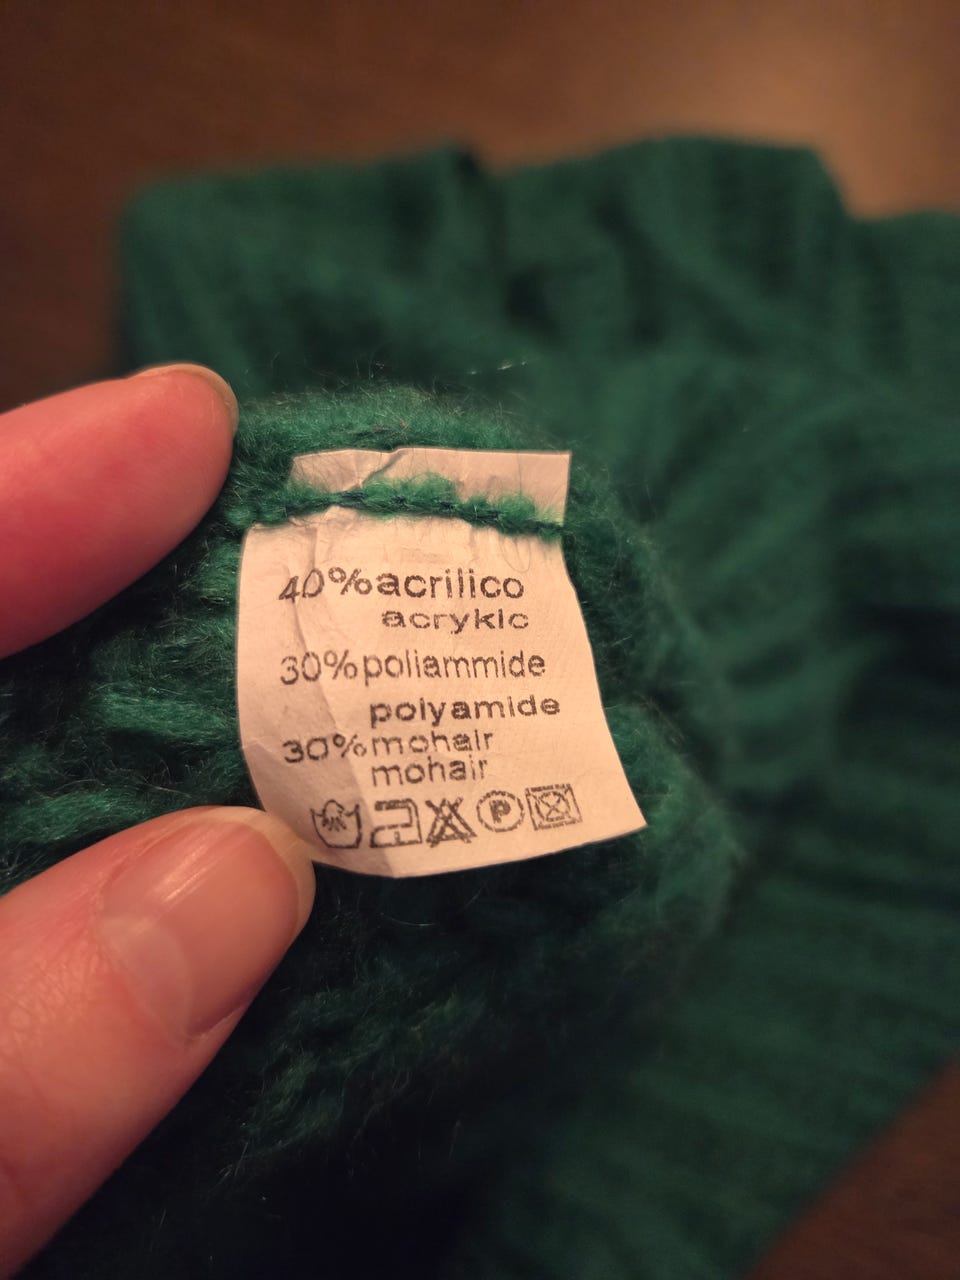 40% acrilico
acrykic
30% poliammide
polyamide
30% mohair
mohair
P